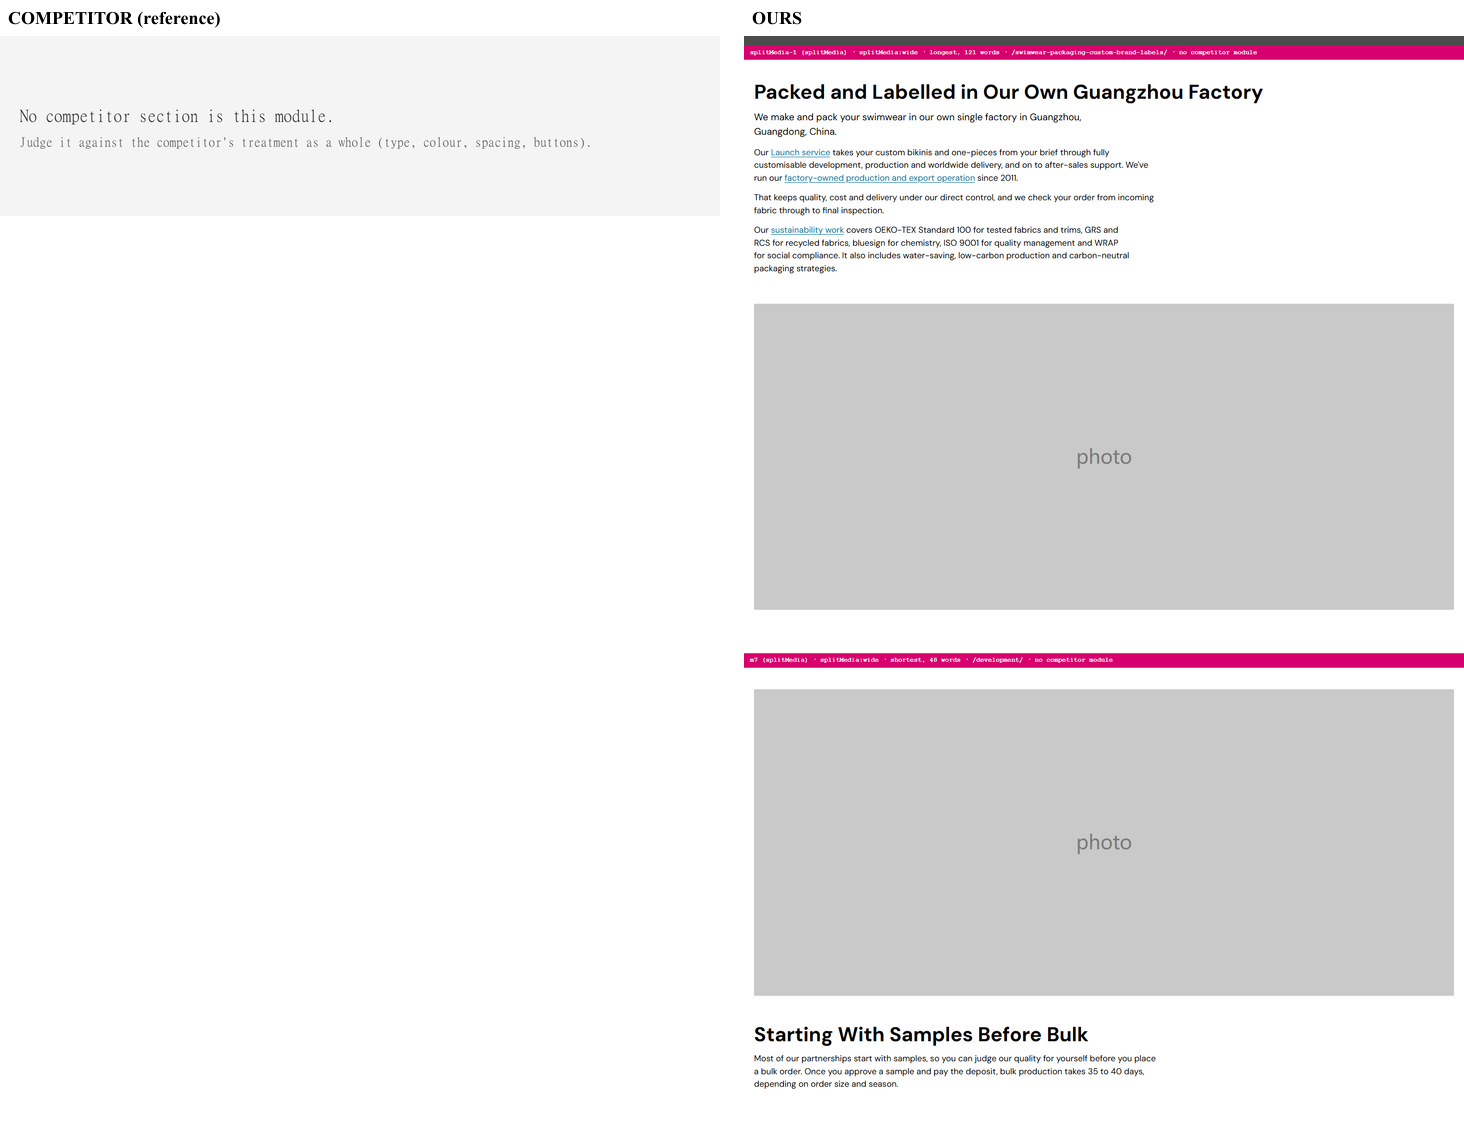 COMPETITOR (reference)
No competitor section is this module.
Judge it against the competitor's treatment as a whole (type, colour, spacing, buttons).
OURS
splitMedia-1 (splitMedia) · splitMedia:wide · longest, 121 words · /swimwear-packaging-custom-brand-labels/ · no competitor module
Packed and Labelled in Our Own Guangzhou Factory
We make and pack your swimwear in our own single factory in Guangzhou,
Guangdong, China.
Our Launch service takes your custom bikinis and one-pieces from your brief through fully
customisable development, production and worldwide delivery, and on to after-sales support. We've
run our factory-owned production and export operation since 2011.
That keeps quality, cost and delivery under our direct control, and we check your order from incoming
fabric through to final inspection.
Our sustainability work covers OEKO-TEX Standard 100 for tested fabrics and trims, GRS and
RCS for recycled fabrics, bluesign for chemistry, ISO 9001 for quality management and WRAP
for social compliance. It also includes water-saving, low-carbon production and carbon-neutral
packaging strategies.
photo
m7 (splitMedia) · splitMedia:wide · shortest, 48 words · /development/ · no competitor module
photo
Starting With Samples Before Bulk
Most of our partnerships start with samples, so you can judge our quality for yourself before you place
a bulk order. Once you approve a sample and pay the deposit, bulk production takes 35 to 40 days,
depending on order size and season.